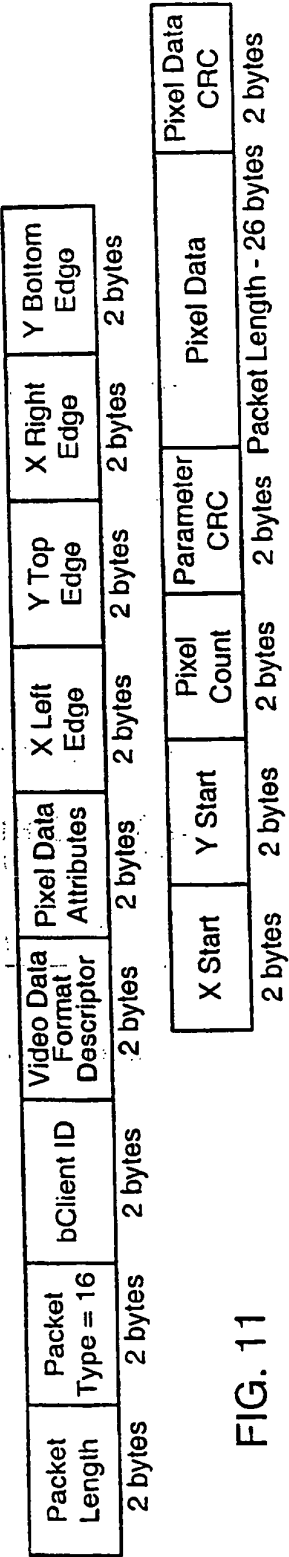 Packet Length
Packet Type = 16
bClient ID
Video Data Format Descriptor
Pixel Data Attributes
X Left Edge
Y Top Edge
X Right Edge
Y Bottom Edge
2 bytes 2 bytes 2 bytes 2 bytes 2 bytes 2 bytes 2 bytes 2 bytes 2 bytes
X Start
Y Start
Pixel Count
Parameter CRC
Pixel Data
Pixel Data CRC
2 bytes 2 bytes 2 bytes 2 bytes Packet Length - 26 bytes 2 bytes
FIG. 11